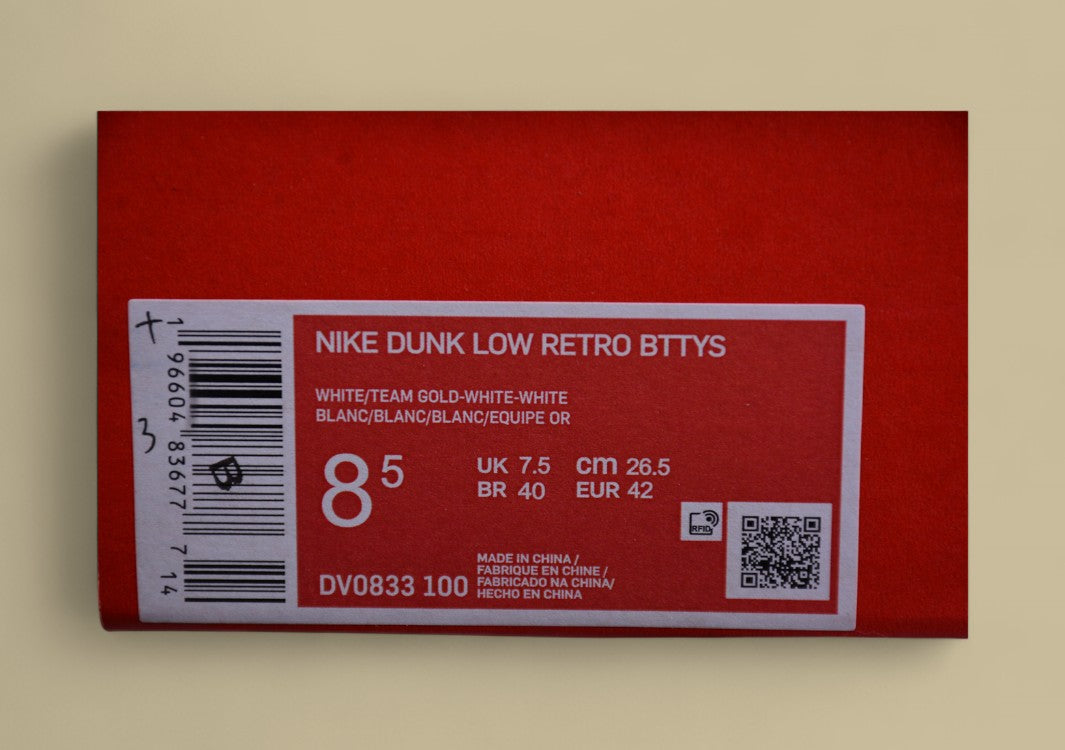 NIKE DUNK LOW RETRO BTTYS
WHITE/TEAM GOLD-WHITE-WHITE
BLANC/BLANC/BLANC/EQUIPE OR
8 5
UK 7.5 cm 26.5
BR 40 EUR 42
RFID
MADE IN CHINA /
FABRIQUE EN CHINE /
FABRICADO NA CHINA/
HECHO EN CHINA
DV0833 100
1 96604 83677 7 14
+
3
B